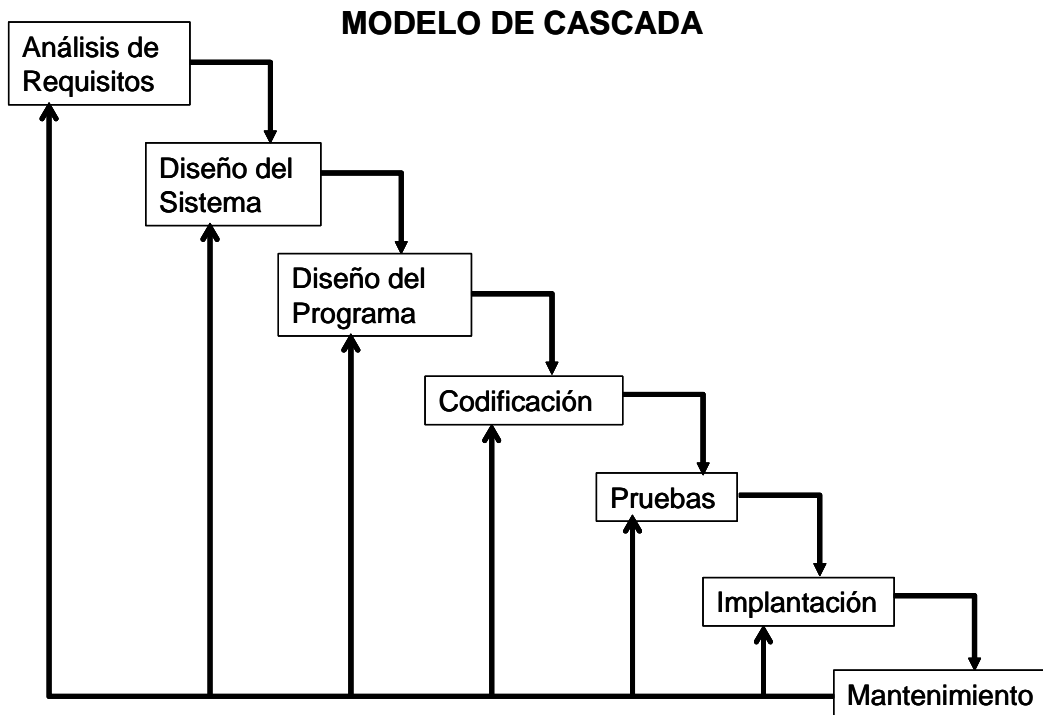 MODELO DE CASCADA
Análisis de
Requisitos
Diseño del
Sistema
Diseño del
Programa
Codificación
Pruebas
Implantación
Mantenimiento